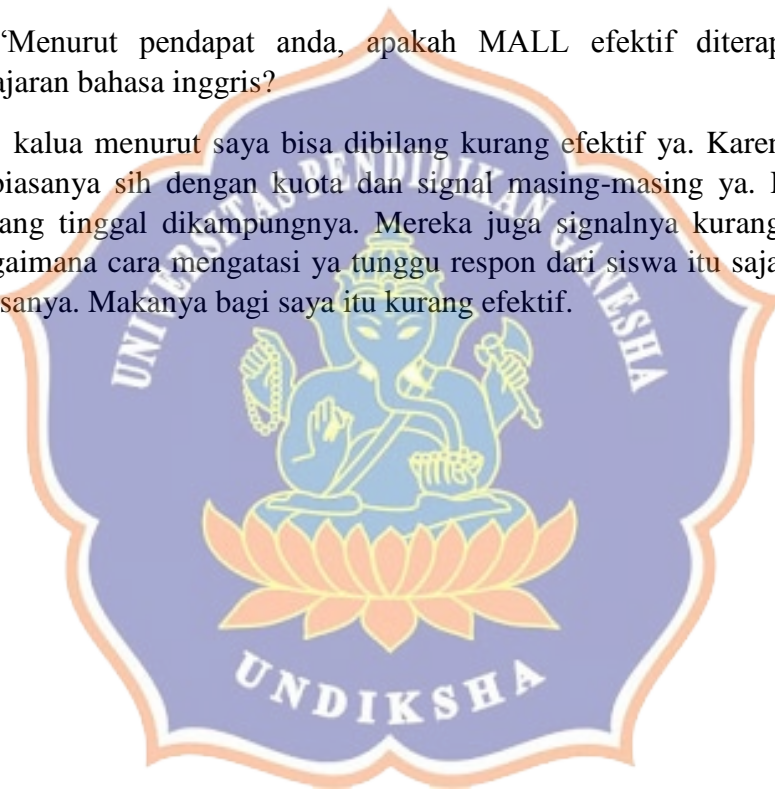 “Menurut pendapat anda, apakah MALL efektif diterap
ajaran bahasa inggris?
kalua menurut saya bisa dibilang kurang efektif ya. Karen
biasanya sih dengan kuota dan signal masing-masing ya.
ang tinggal dikampungnya. Mereka juga signalnya kurang
gaimana cara mengatasi ya tunggu respon dari siswa itu saja
sanya. Makanya bagi saya itu kurang efektif.
UNIVERSITAS PENDIDIKAN GANESHA
UNDIKSHA